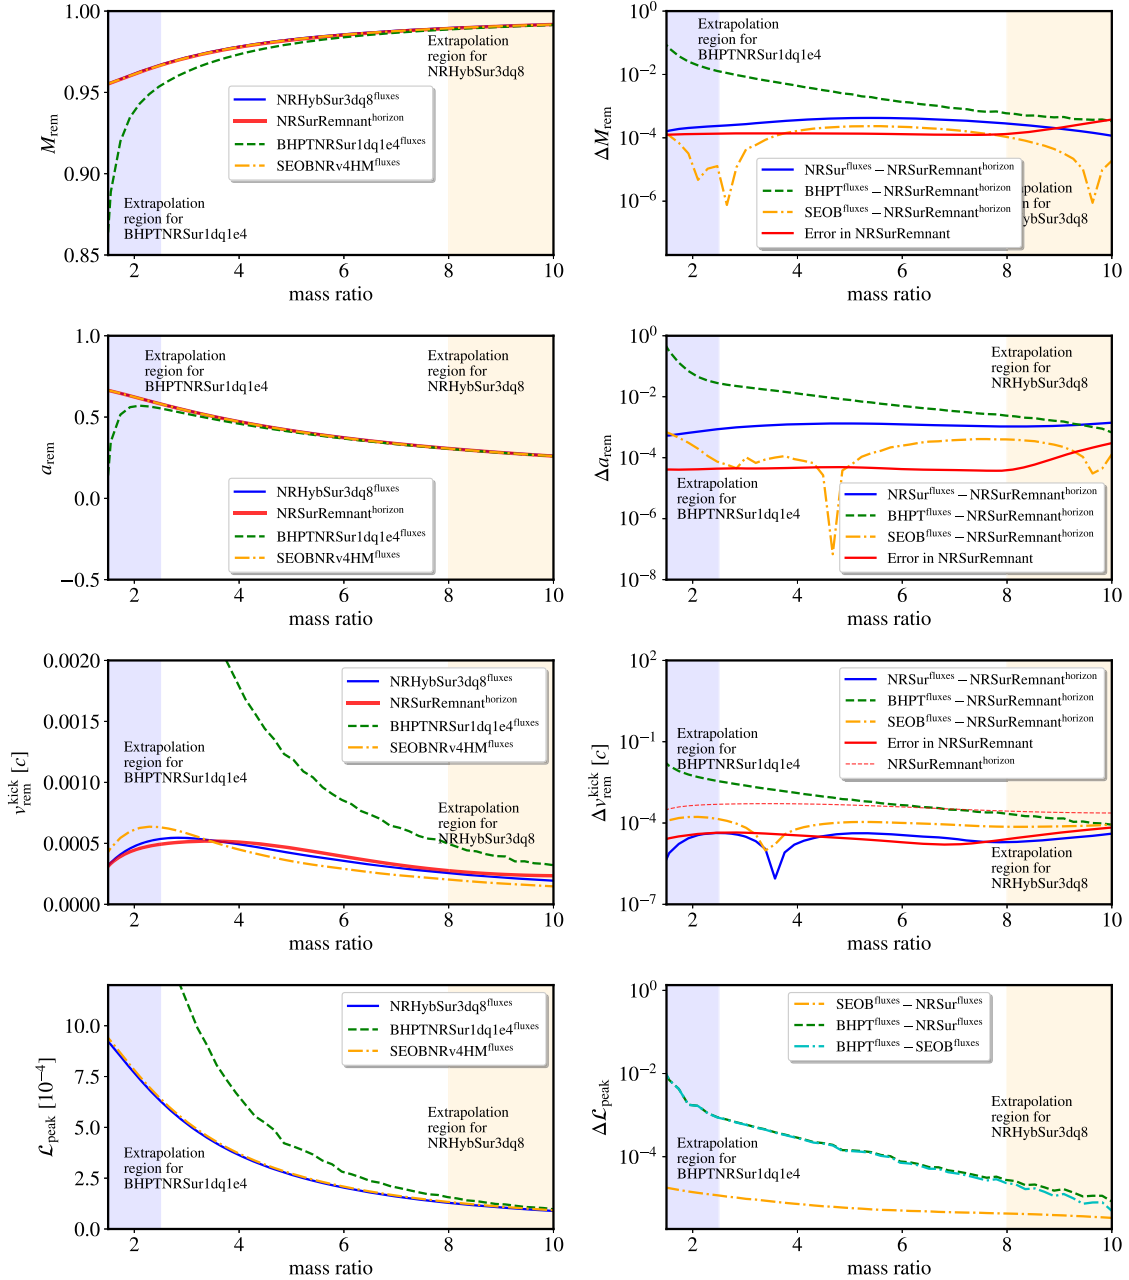 1.00
0.95
0.90
0.85
M_rem
2 4 6 8 10
mass ratio
Extrapolation
region for
NRHybSur3dq8
NRHybSur3dq8^fluxes
NRSurRemnant^horizon
BHPTNRSur1dq1e4^fluxes
SEOBNRv4HM^fluxes
Extrapolation
region for
BHPTNRSur1dq1e4
10^0
10^−2
10^−4
10^−6
ΔM_rem
2 4 6 8 10
mass ratio
Extrapolation
region for
BHPTNRSur1dq1e4
NRSur^fluxes − NRSurRemnant^horizon
BHPT^fluxes − NRSurRemnant^horizon
SEOB^fluxes − NRSurRemnant^horizon
Error in NRSurRemnant
apolation
n for
ybSur3dq8
1.0
0.5
0.0
−0.5
a_rem
2 4 6 8 10
mass ratio
Extrapolation
region for
BHPTNRSur1dq1e4
Extrapolation
region for
NRHybSur3dq8
NRHybSur3dq8^fluxes
NRSurRemnant^horizon
BHPTNRSur1dq1e4^fluxes
SEOBNRv4HM^fluxes
10^0
10^−2
10^−4
10^−6
10^−8
Δa_rem
2 4 6 8 10
mass ratio
Extrapolation
region for
NRHybSur3dq8
Extrapolation
region for
BHPTNRSur1dq1e4
NRSur^fluxes − NRSurRemnant^horizon
BHPT^fluxes − NRSurRemnant^horizon
SEOB^fluxes − NRSurRemnant^horizon
Error in NRSurRemnant
0.0020
0.0015
0.0010
0.0005
0.0000
v_rem^kick [c]
2 4 6 8 10
mass ratio
NRHybSur3dq8^fluxes
NRSurRemnant^horizon
BHPTNRSur1dq1e4^fluxes
SEOBNRv4HM^fluxes
Extrapolation
region for
BHPTNRSur1dq1e4
Extrapolation
region for
NRHybSur3dq8
10^2
10^−1
10^−4
10^−7
Δv_rem^kick [c]
2 4 6 8 10
mass ratio
NRSur^fluxes − NRSurRemnant^horizon
BHPT^fluxes − NRSurRemnant^horizon
SEOB^fluxes − NRSurRemnant^horizon
Error in NRSurRemnant
NRSurRemnant^horizon
Extrapolation
region for
BHPTNRSur1dq1e4
Extrapolation
region for
NRHybSur3dq8
10.0
7.5
5.0
2.5
0.0
ℒ_peak [10^−4]
2 4 6 8 10
mass ratio
NRHybSur3dq8^fluxes
BHPTNRSur1dq1e4^fluxes
SEOBNRv4HM^fluxes
Extrapolation
region for
NRHybSur3dq8
Extrapolation
region for
BHPTNRSur1dq1e4
10^0
10^−2
10^−4
Δℒ_peak
2 4 6 8 10
mass ratio
SEOB^fluxes − NRSur^fluxes
BHPT^fluxes − NRSur^fluxes
BHPT^fluxes − SEOB^fluxes
Extrapolation
region for
NRHybSur3dq8
Extrapolation
region for
BHPTNRSur1dq1e4